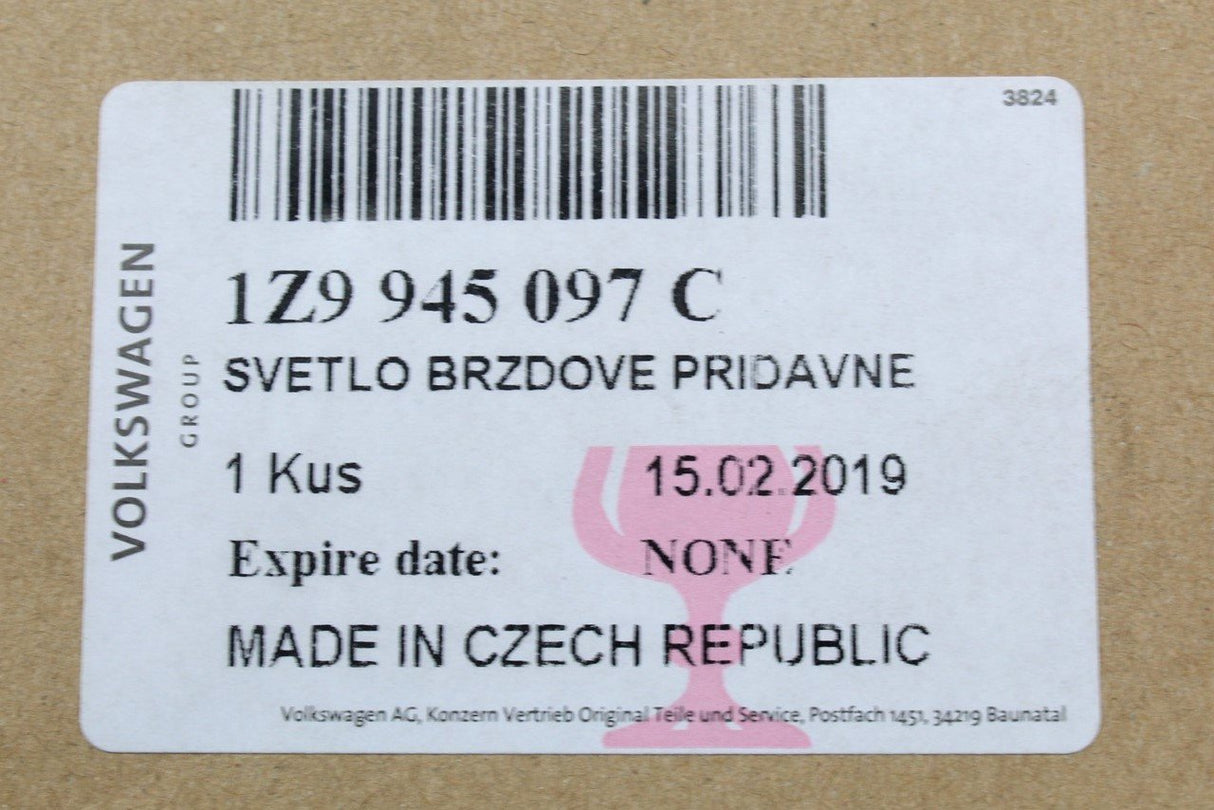 3824
VOLKSWAGEN
GROUP
1Z9 945 097 C
SVETLO BRZDOVE PRIDAVNE
1 Kus 15.02.2019
Expire date: NONE
MADE IN CZECH REPUBLIC
Volkswagen AG, Konzern Vertrieb Original Teile und Service, Postfach 1451, 34219 Baunatal